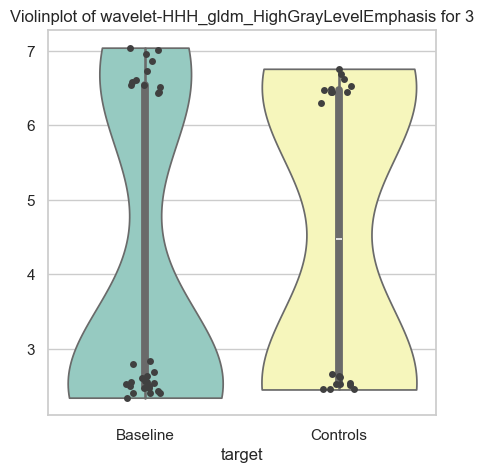 Violinplot of wavelet-HHH_gldm_HighGrayLevelEmphasis for 3
7
6
5
4
3
Baseline
Controls
target